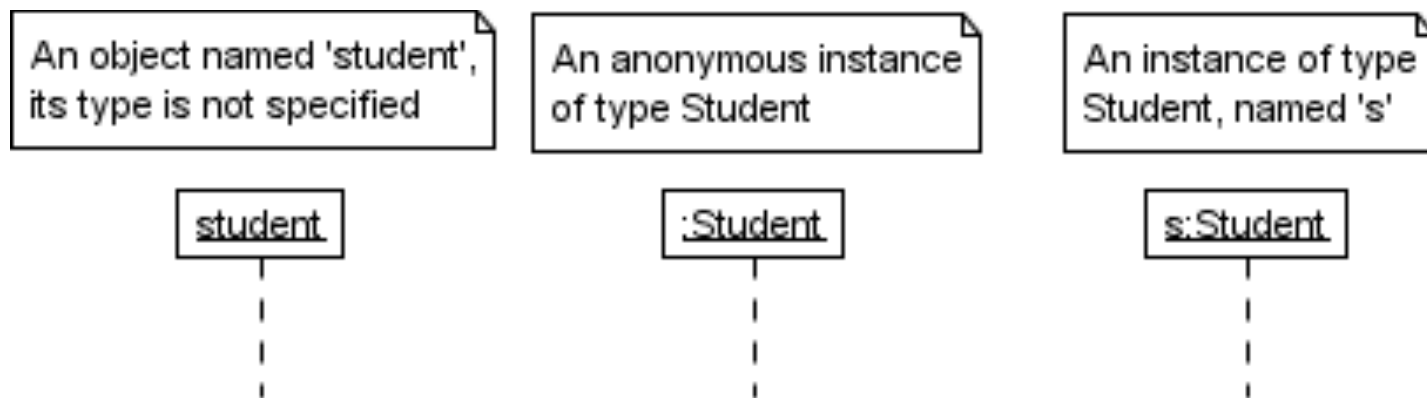 An object named 'student',
its type is not specified
An anonymous instance
of type Student
An instance of type
Student, named 's'
student
:Student
s:Student